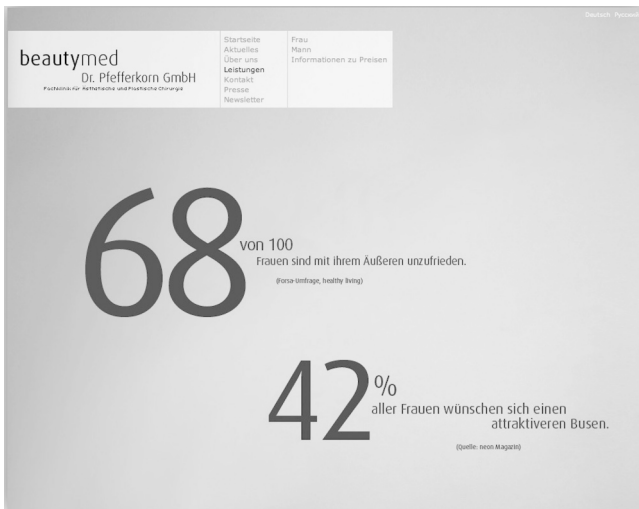 Deutsch Русский
beautymed
Dr. Pfefferkorn GmbH
Fachklinik für Ästhetische und Plastische Chirurgie
Startseite
Aktuelles
Über uns
Leistungen
Kontakt
Presse
Newsletter
Frau
Mann
Informationen zu Preisen
68 von 100
Frauen sind mit ihrem Äußeren unzufrieden.
(Forsa-Umfrage, healthy living)
42 %
aller Frauen wünschen sich einen
attraktiveren Busen.
(Quelle: neon Magazin)